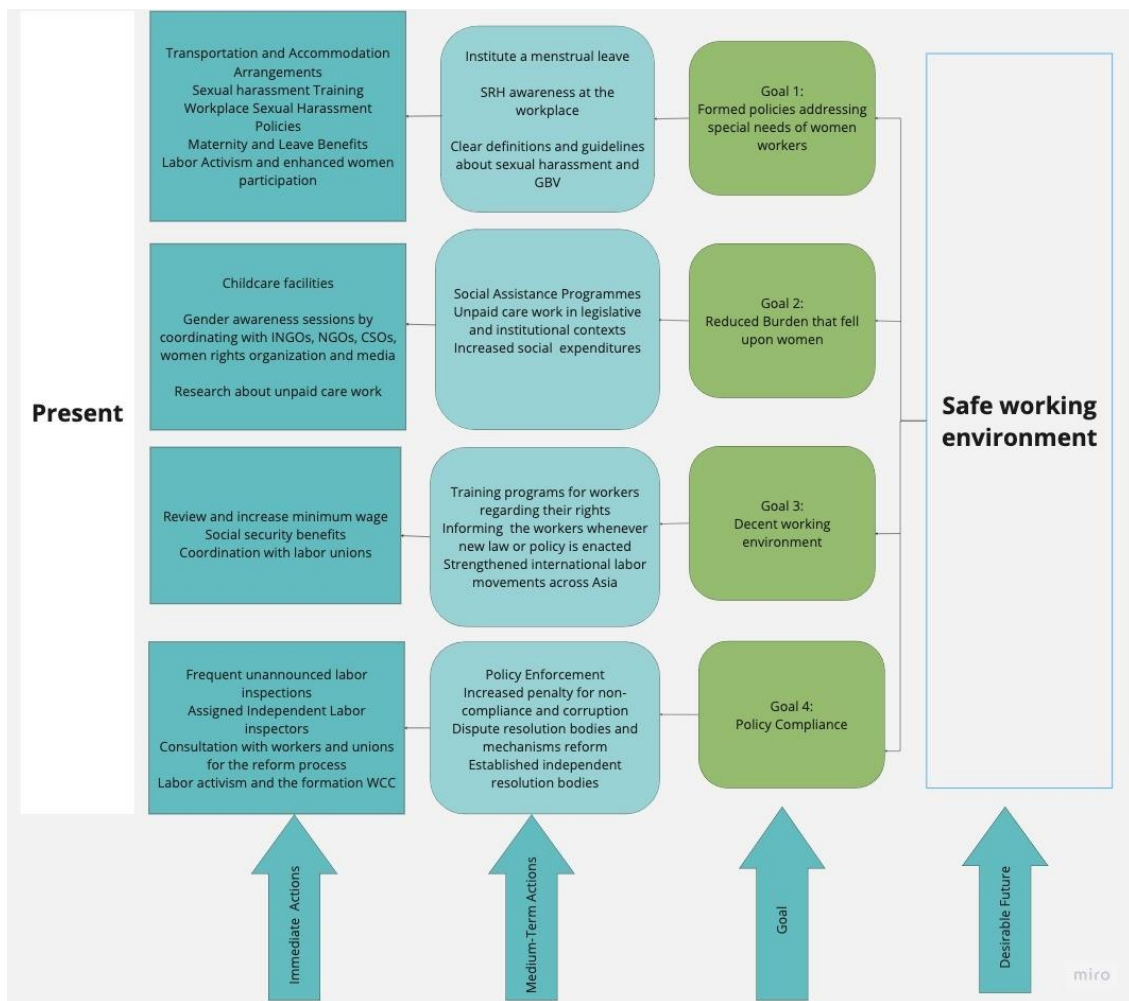 Present
Transportation and Accommodation
Arrangements
Sexual harassment Training
Workplace Sexual Harassment
Policies
Maternity and Leave Benefits
Labor Activism and enhanced women
participation
Institute a menstrual leave
SRH awareness at the
workplace
Clear definitions and guidelines
about sexual harassment and
GBV
Goal 1:
Formed policies addressing
special needs of women
workers
Childcare facilities
Gender awareness sessions by
coordinating with INGOs, NGOs, CSOs,
women rights organization and media
Research about unpaid care work
Social Assistance Programmes
Unpaid care work in legislative
and institutional contexts
Increased social expenditures
Goal 2:
Reduced Burden that fell
upon women
Review and increase minimum wage
Social security benefits
Coordination with labor unions
Training programs for workers
regarding their rights
Informing the workers whenever
new law or policy is enacted
Strengthened international labor
movements across Asia
Goal 3:
Decent working
environment
Frequent unannounced labor
inspections
Assigned Independent Labor
inspectors
Consultation with workers and unions
for the reform process
Labor activism and the formation WCC
Policy Enforcement
Increased penalty for non-
compliance and corruption
Dispute resolution bodies and
mechanisms reform
Established independent
resolution bodies
Goal 4:
Policy Compliance
Safe working
environment
Immediate Actions
Medium-Term Actions
Goal
Desirable Future
miro